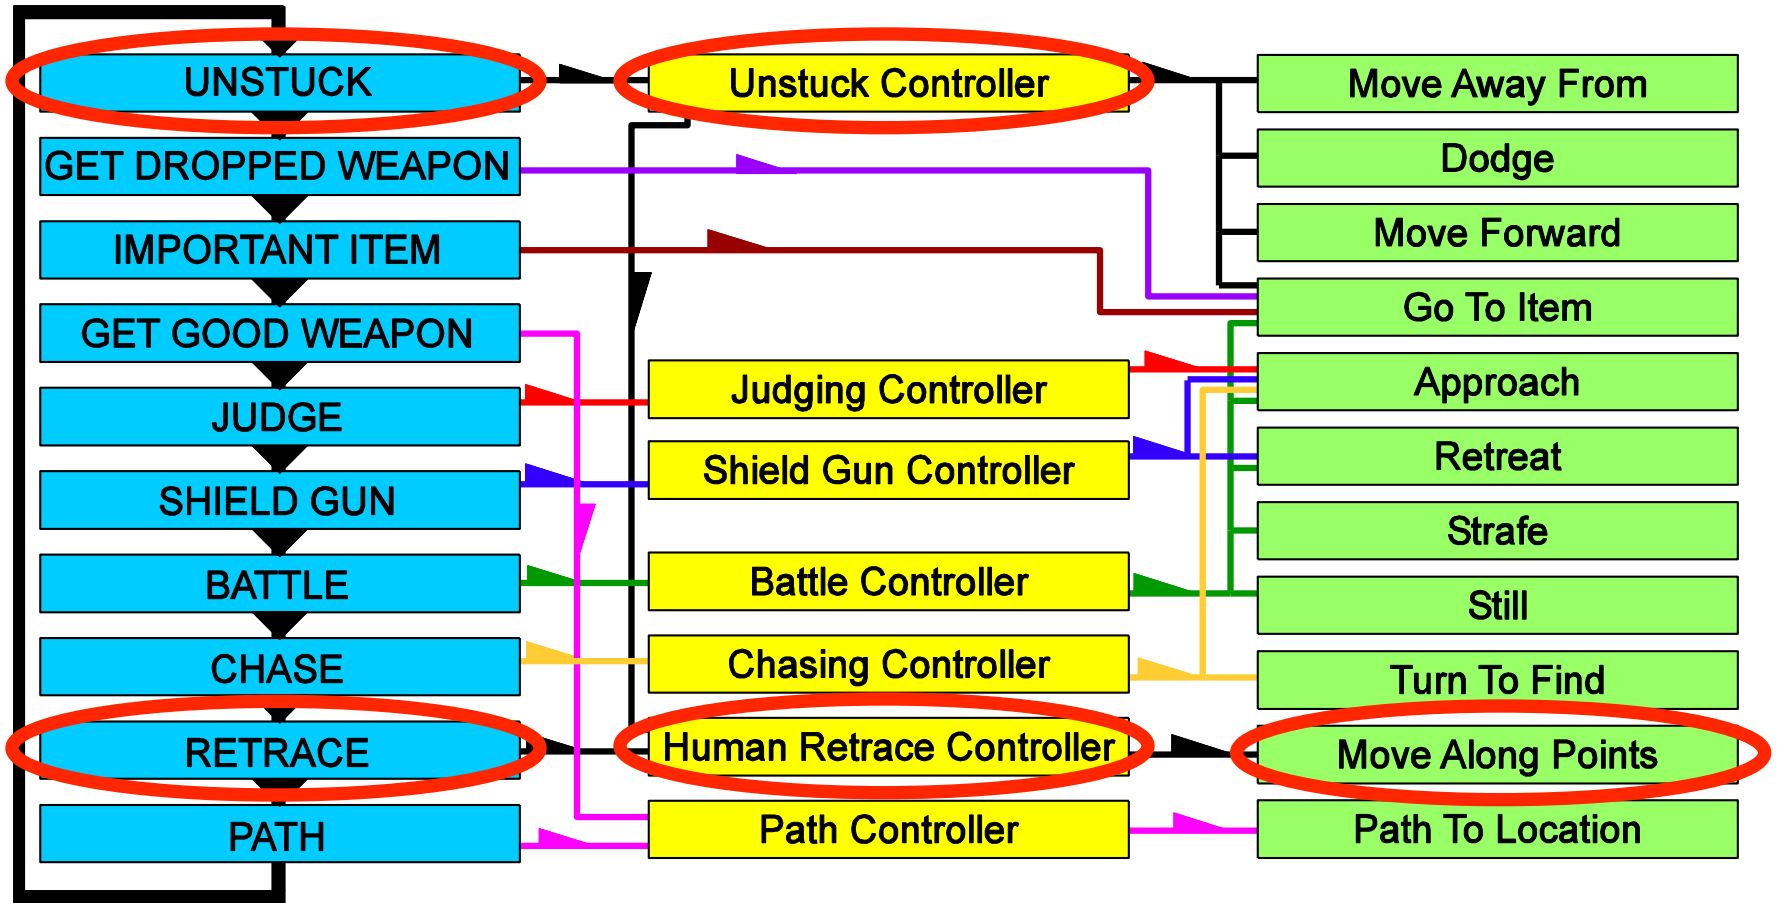 UNSTUCK
GET DROPPED WEAPON
IMPORTANT ITEM
GET GOOD WEAPON
JUDGE
SHIELD GUN
BATTLE
CHASE
RETRACE
PATH
Unstuck Controller
Judging Controller
Shield Gun Controller
Battle Controller
Chasing Controller
Human Retrace Controller
Path Controller
Move Away From
Dodge
Move Forward
Go To Item
Approach
Retreat
Strafe
Still
Turn To Find
Move Along Points
Path To Location